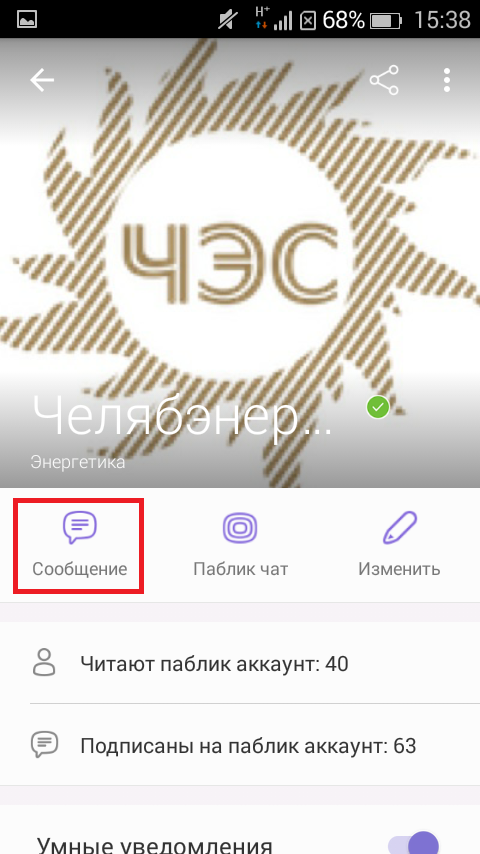 H+ 68% 15:38
ЧЭС
Челябэнер...
Энергетика
Сообщение Паблик чат Изменить
Читают паблик аккаунт: 40
Подписаны на паблик аккаунт: 63
Умные уведомления